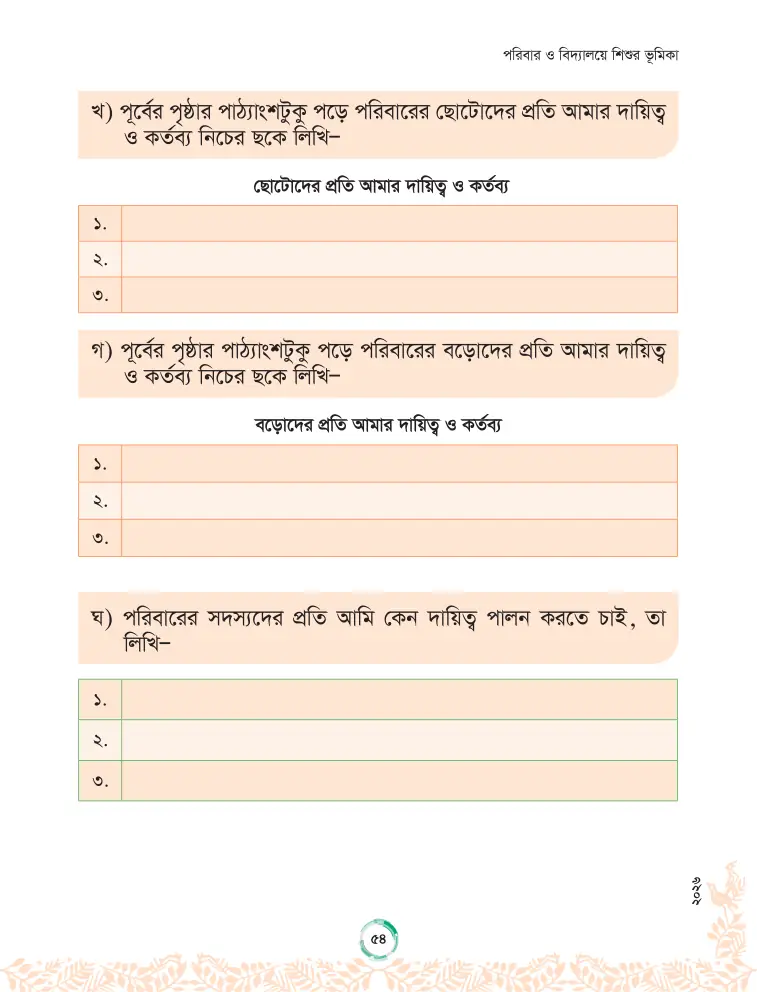 পরিবার ও বিদ্যালয়ে শিশুর ভূমিকা
খ) পূর্বের পৃষ্ঠার পাঠ্যাংশটুকু পড়ে পরিবারের ছোটোদের প্রতি আমার দায়িত্ব
ও কর্তব্য নিচের ছকে লিখি–
ছোটোদের প্রতি আমার দায়িত্ব ও কর্তব্য
১.
২.
৩.
গ) পূর্বের পৃষ্ঠার পাঠ্যাংশটুকু পড়ে পরিবারের বড়োদের প্রতি আমার দায়িত্ব
ও কর্তব্য নিচের ছকে লিখি–
বড়োদের প্রতি আমার দায়িত্ব ও কর্তব্য
১.
২.
৩.
ঘ) পরিবারের সদস্যদের প্রতি আমি কেন দায়িত্ব পালন করতে চাই, তা
লিখি–
১.
২.
৩.
২০২৬
৫৪